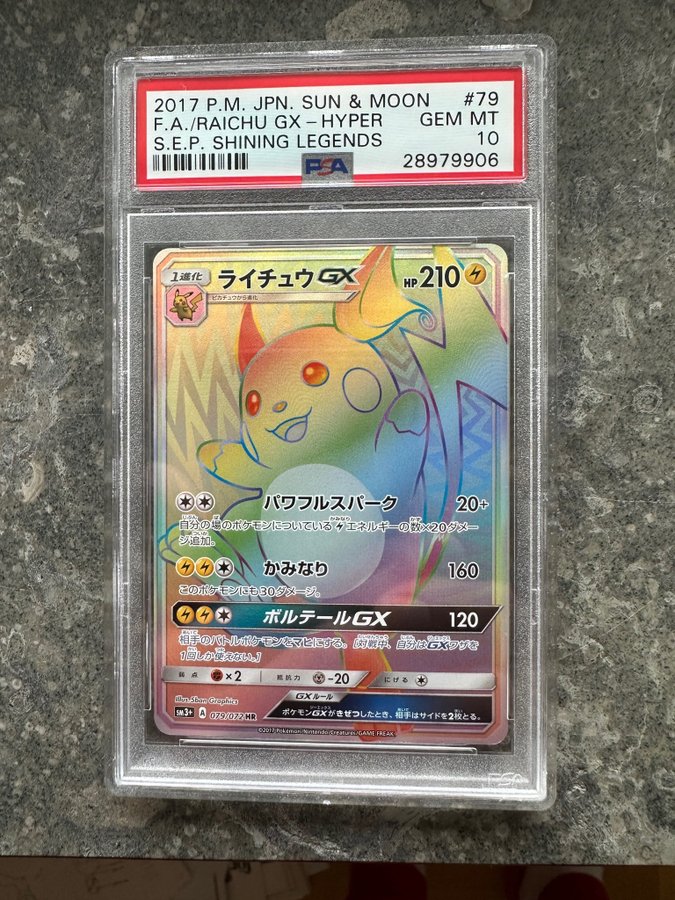 2017 P.M. JPN. SUN & MOON #79
F.A./RAICHU GX-HYPER GEM MT
S.E.P. SHINING LEGENDS 10
PSA 28979906
1進化 ライチュウGX HP210
ピカチュウから進化
パワフルスパーク 20+
自分の場のポケモンについている エネルギーの数×20ダメー
ジ追加。
かみなり 160
このポケモンにも30ダメージ。
ボルテールGX 120
相手のバトルポケモンをマヒにする。[対戦中、自分はGXワザを
1回しか使えない。]
弱点 ×2 抵抗力 -20 にげる
GXルール
ポケモンGXがきぜつしたとき、相手はサイドを2枚とる。
Illus. 5ban Graphics
SM3+ A 079/072 HR
©2017 Pokémon/Nintendo/Creatures/GAME FREAK.